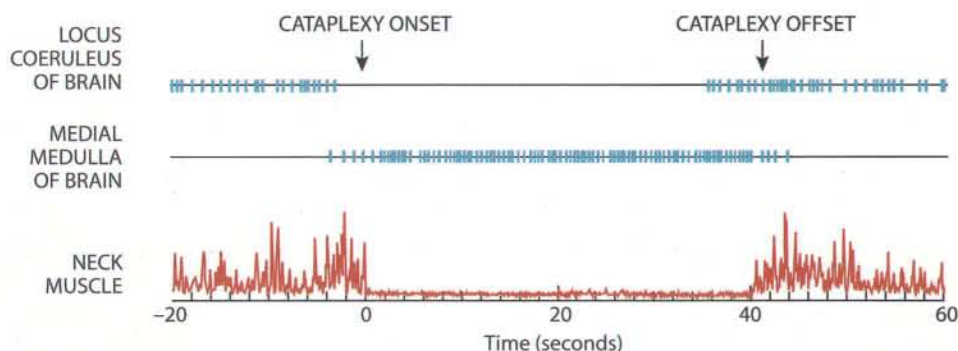 LOCUS
COERULEUS
OF BRAIN
CATAPLEXY ONSET
CATAPLEXY OFFSET
MEDIAL
MEDULLA
OF BRAIN
NECK
MUSCLE
–20 0 20 40 60
Time (seconds)